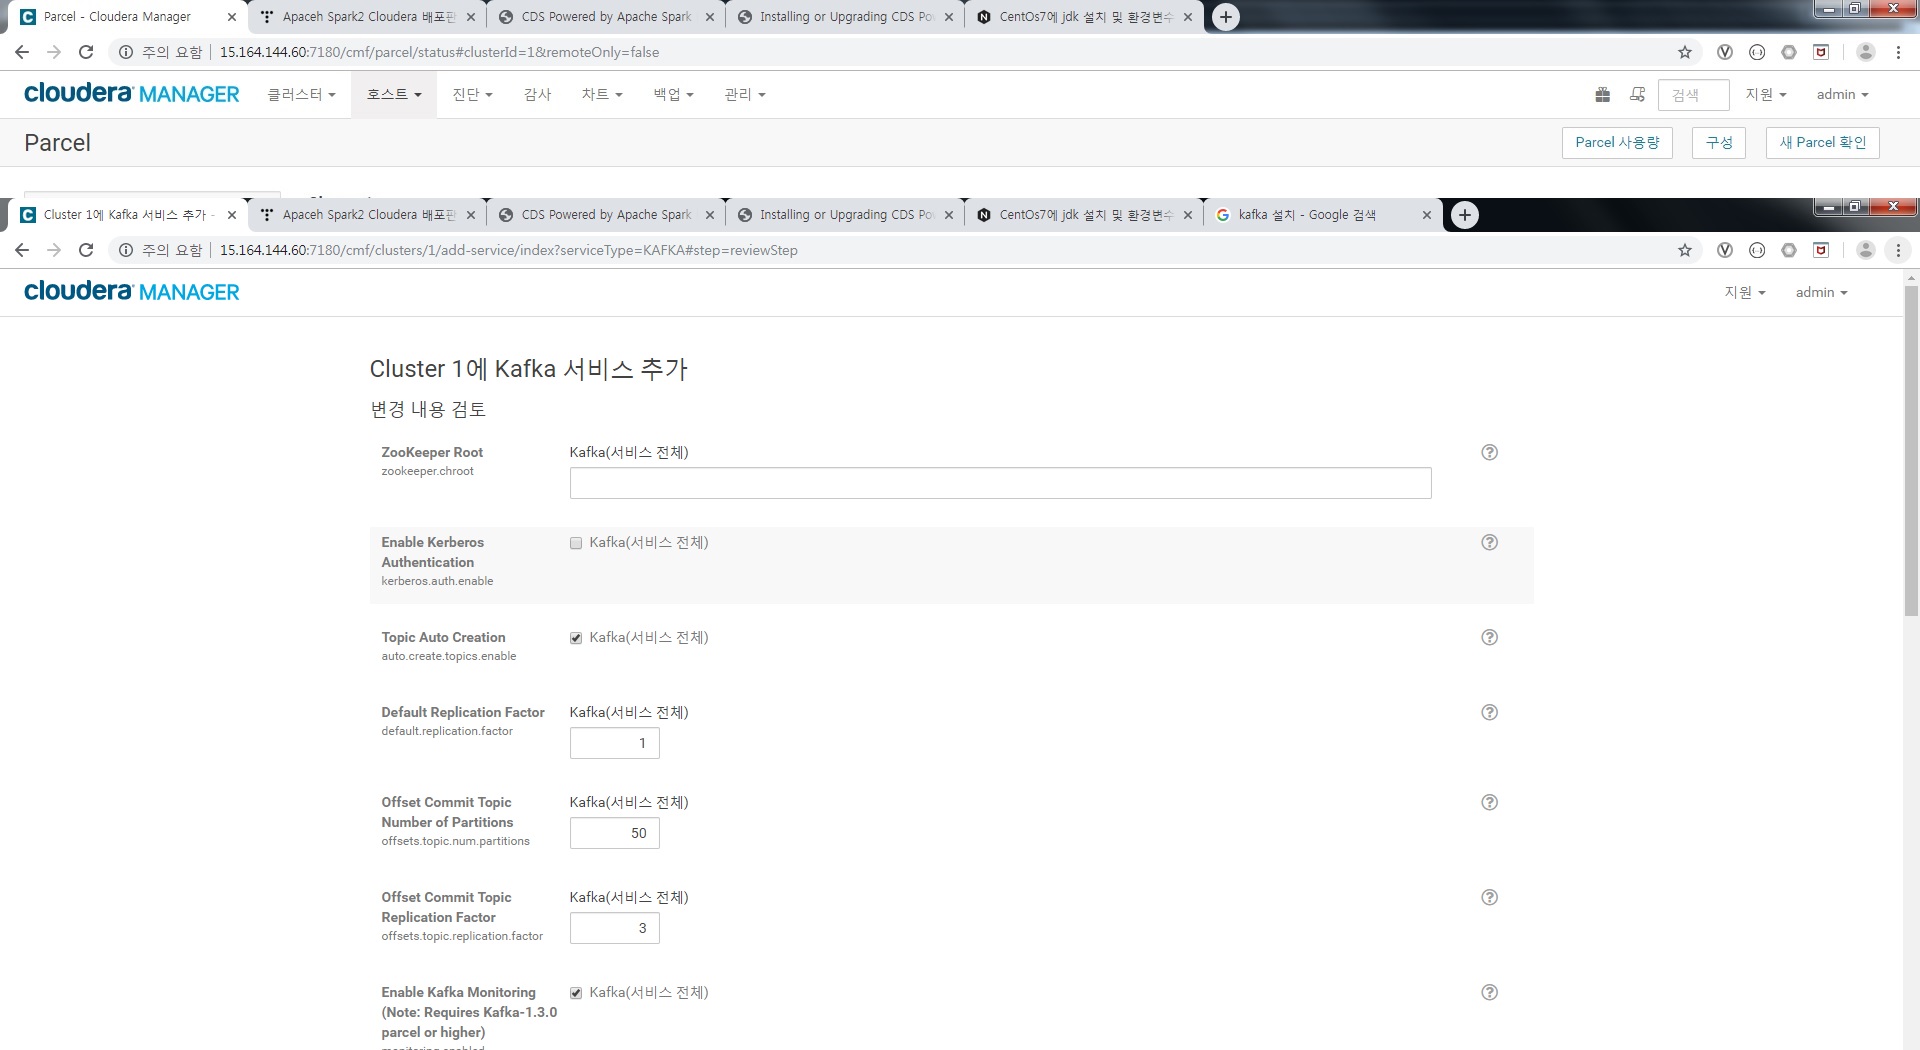 Parcel - Cloudera Manager
Apaceh Spark2 Cloudera 배포판
CDS Powered by Apache Spark
Installing or Upgrading CDS Po
CentOs7에 jdk 설치 및 환경변수
주의 요함 15.164.144.60:7180/cmf/parcel/status#clusterId=1&remoteOnly=false
cloudera MANAGER 클러스터 호스트 진단 감사 차트 백업 관리 검색 지원 admin
Parcel Parcel 사용량 구성 새 Parcel 확인
Cluster 1에 Kafka 서비스 추가 -
Apaceh Spark2 Cloudera 배포판
CDS Powered by Apache Spark
Installing or Upgrading CDS Po
CentOs7에 jdk 설치 및 환경변수
kafka 설치 - Google 검색
주의 요함 15.164.144.60:7180/cmf/clusters/1/add-service/index?serviceType=KAFKA#step=reviewStep
cloudera MANAGER 지원 admin
Cluster 1에 Kafka 서비스 추가
변경 내용 검토
ZooKeeper Root Kafka(서비스 전체)
zookeeper.chroot
Enable Kerberos Kafka(서비스 전체)
Authentication
kerberos.auth.enable
Topic Auto Creation Kafka(서비스 전체)
auto.create.topics.enable
Default Replication Factor Kafka(서비스 전체)
default.replication.factor
1
Offset Commit Topic Kafka(서비스 전체)
Number of Partitions
50
offsets.topic.num.partitions
Offset Commit Topic Kafka(서비스 전체)
Replication Factor
3
offsets.topic.replication.factor
Enable Kafka Monitoring Kafka(서비스 전체)
(Note: Requires Kafka-1.3.0
parcel or higher)